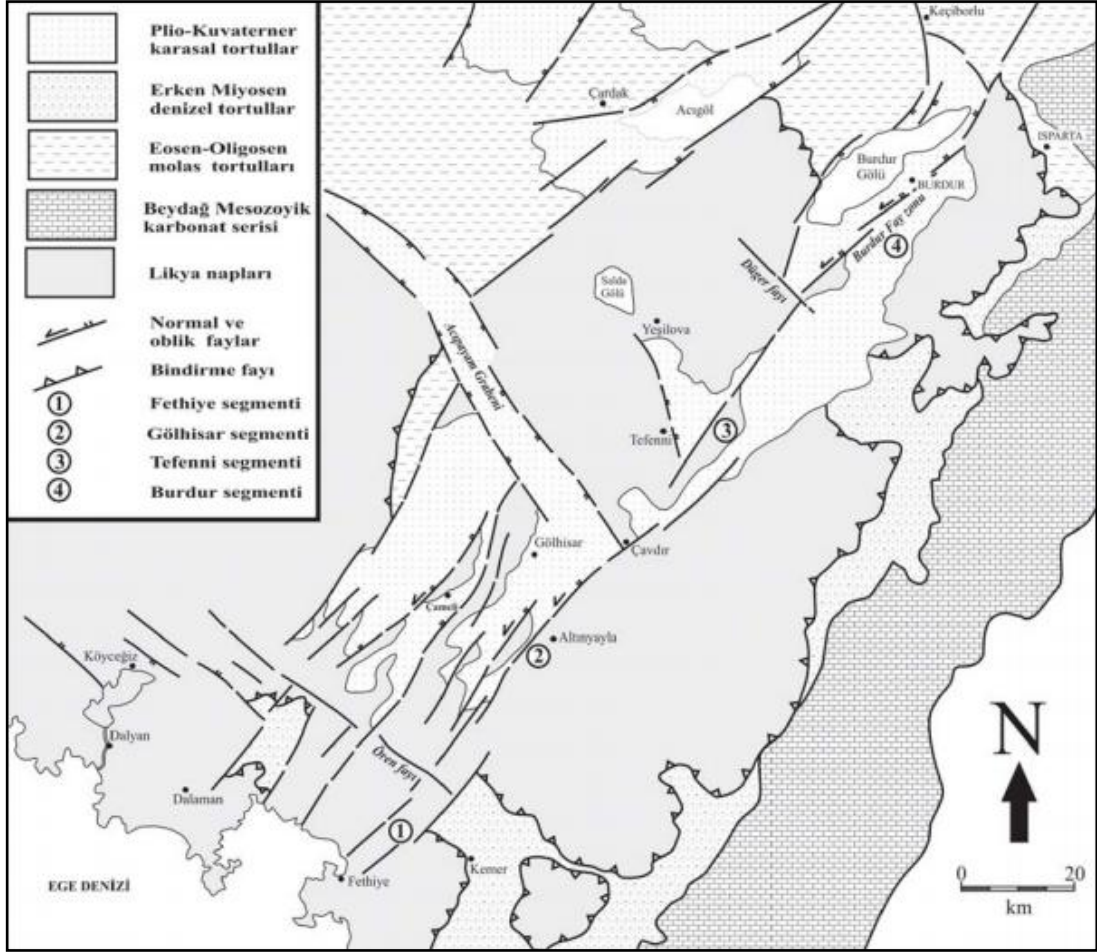 Plio-Kuvaterner
karasal tortullar
Erken Miyosen
denizel tortullar
Eosen-Oligosen
molas tortulları
Beydağ Mesozoyik
karbonat serisi
Likya napları
Normal ve
oblik faylar
Bindirme fayı
1 Fethiye segmenti
2 Gölhisar segmenti
3 Tefenni segmenti
4 Burdur segmenti
Keçiborlu
Çardak
Acıgöl
ISPARTA
Burdur
Gölü
BURDUR
Burdur Fay zonu
4
Düger fayı
Salda
Gölü
Yeşilova
Acıpayam Grabeni
Tefenni
3
Gölhisar
Çavdır
Çameli
Altınyayla
2
Köyceğiz
Dalyan
Ören fayı
Dalaman
1
Kemer
Fethiye
EGE DENİZİ
N
0 20
km